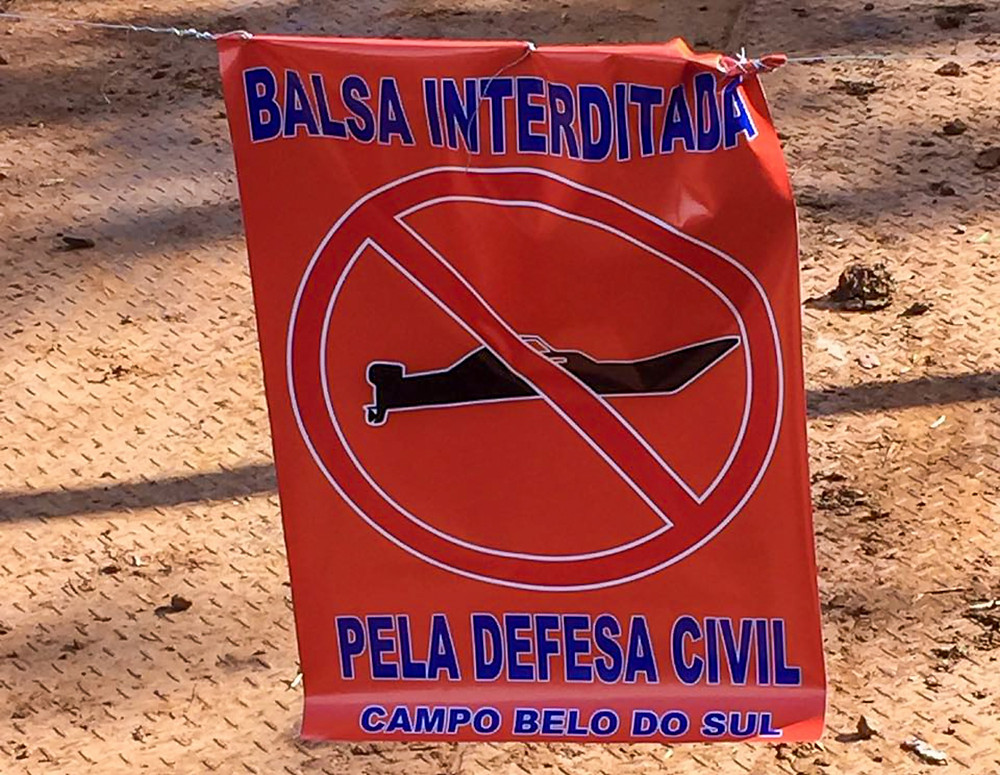 BALSA INTERDITADA
PELA DEFESA CIVIL
CAMPO BELO DO SUL